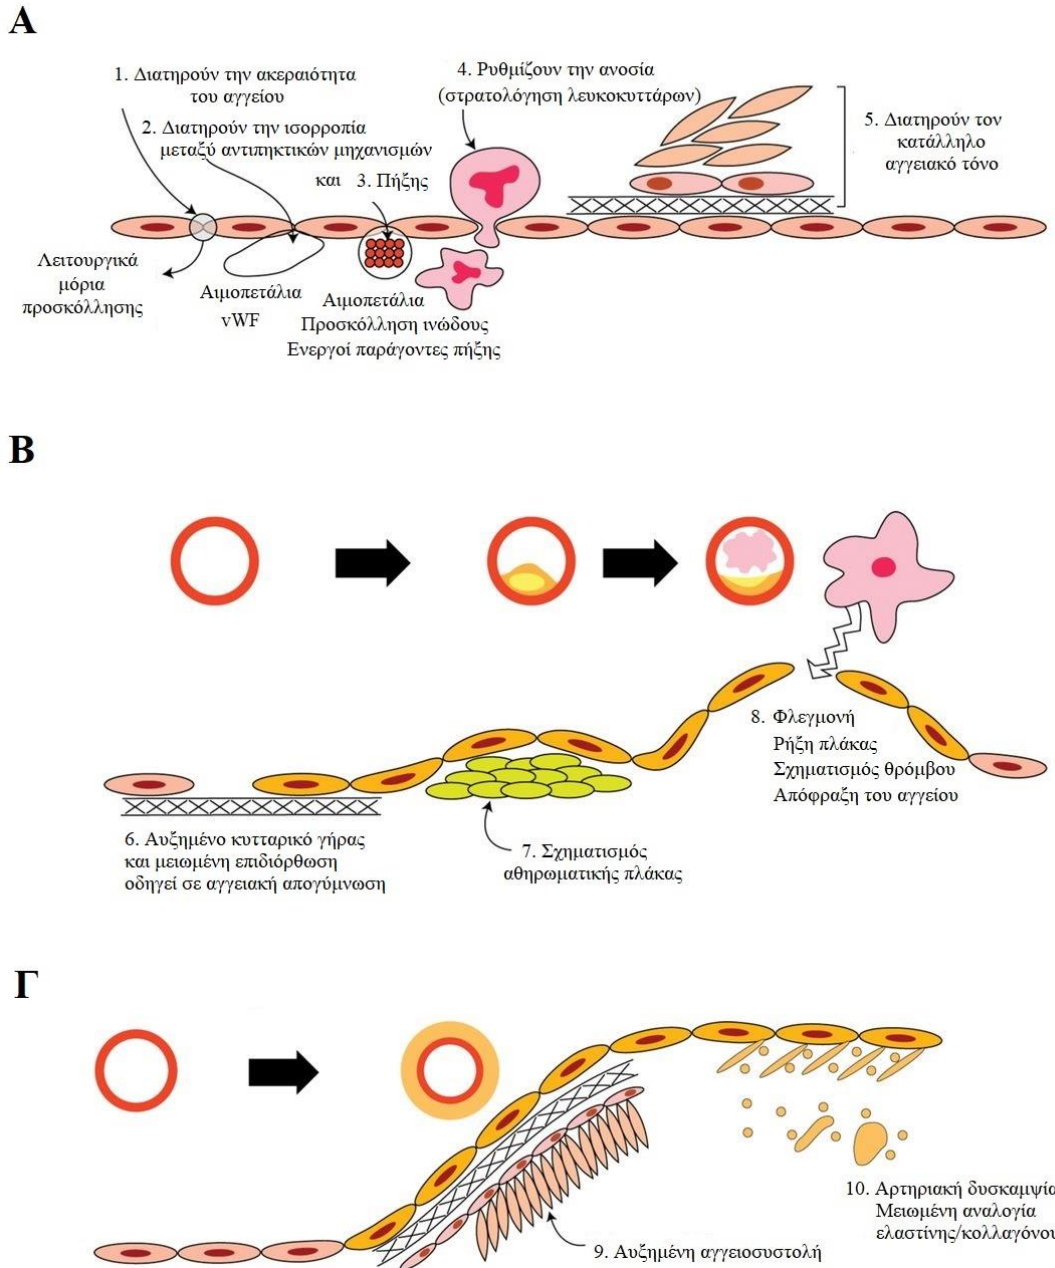 Α
1. Διατηρούν την ακεραιότητα
του αγγείου
2. Διατηρούν την ισορροπία
μεταξύ αντιπηκτικών μηχανισμών
και 3. Πήξης
4. Ρυθμίζουν την ανοσία
(στρατολόγηση λευκοκυττάρων)
5. Διατηρούν τον
κατάλληλο
αγγειακό τόνο
Λειτουργικά
μόρια
προσκόλλησης
Αιμοπετάλια
vWF
Αιμοπετάλια
Προσκόλληση ινώδους
Ενεργοί παράγοντες πήξης
Β
6. Αυξημένο κυτταρικό γήρας
και μειωμένη επιδιόρθωση
οδηγεί σε αγγειακή απογύμνωση
7. Σχηματισμός
αθηρωματικής πλάκας
8. Φλεγμονή
Ρήξη πλάκας
Σχηματισμός θρόμβου
Απόφραξη του αγγείου
Γ
9. Αυξημένη αγγειοσυστολή
10. Αρτηριακή δυσκαμψία
Μειωμένη αναλογία
ελαστίνης/κολλαγόνου